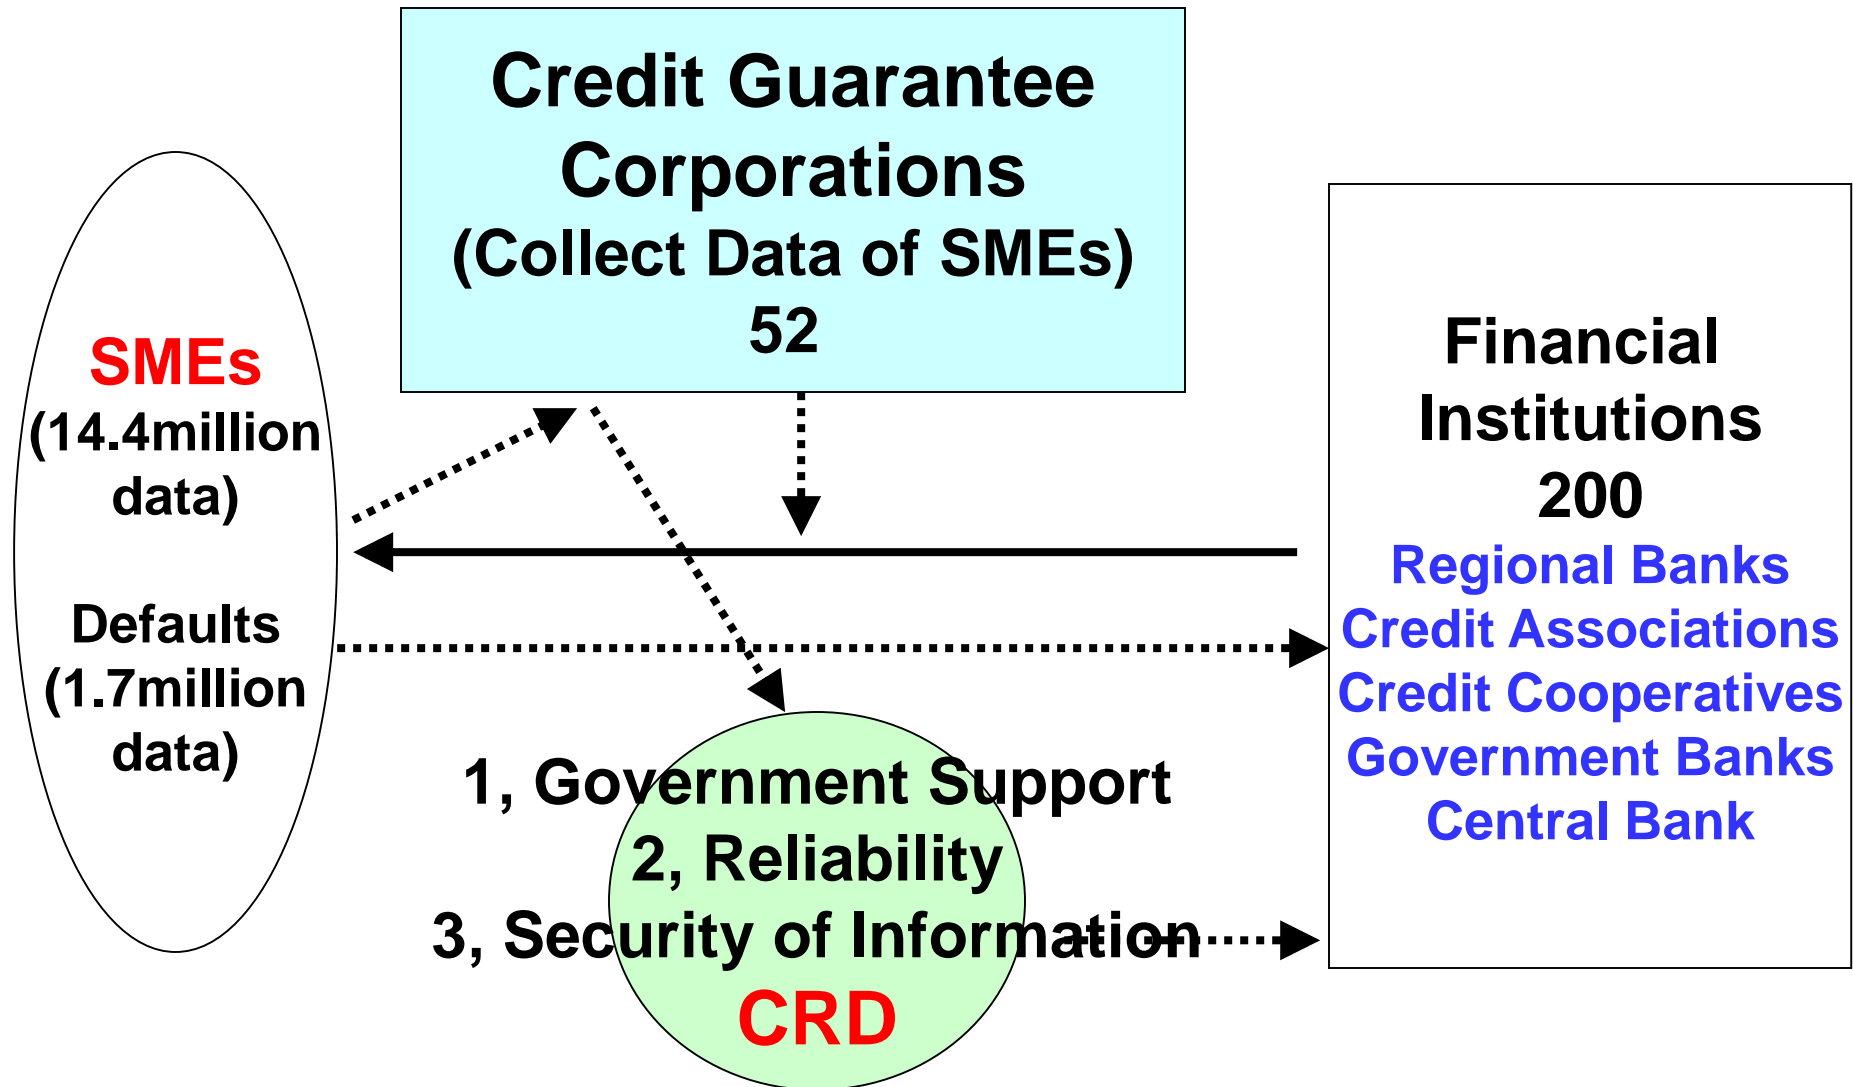 Credit Guarantee
Corporations
(Collect Data of SMEs)
52
SMEs
(14.4million
data)
Defaults
(1.7million
data)
Financial
Institutions
200
Regional Banks
Credit Associations
Credit Cooperatives
Government Banks
Central Bank
1, Government Support
2, Reliability
3, Security of Information
CRD